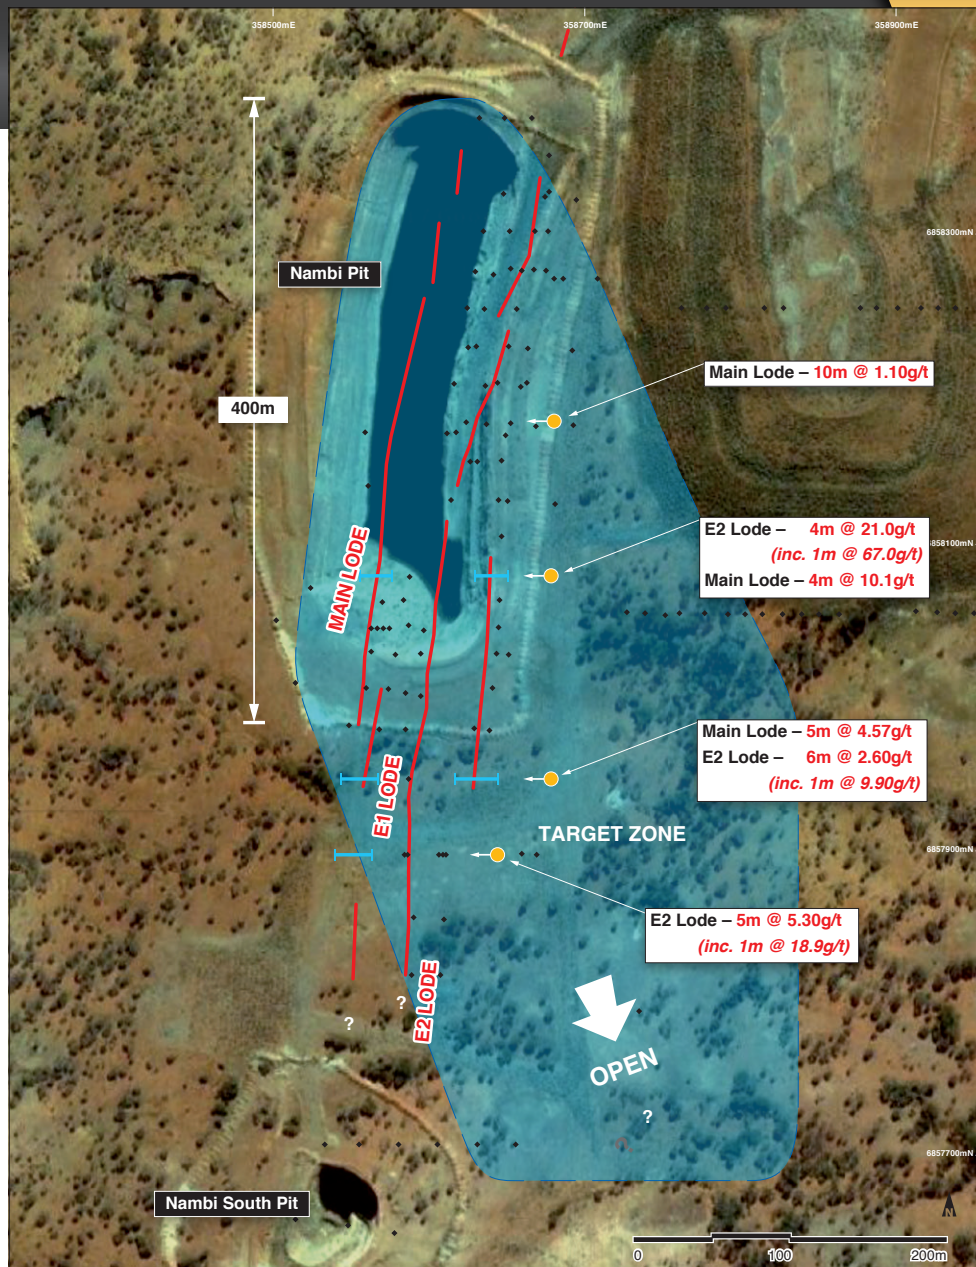 358500mE
358700mE
358900mE
6858300mN
Nambi Pit
Main Lode – 10m @ 1.10g/t
400m
E2 Lode – 4m @ 21.0g/t
(inc. 1m @ 67.0g/t)
Main Lode – 4m @ 10.1g/t
6858100mN
MAIN LODE
Main Lode – 5m @ 4.57g/t
E2 Lode – 6m @ 2.60g/t
(inc. 1m @ 9.90g/t)
E1 LODE
TARGET ZONE
6857900mN
E2 Lode – 5m @ 5.30g/t
(inc. 1m @ 18.9g/t)
E2 LODE
?
?
OPEN
?
6857700mN
Nambi South Pit
N
0 100 200m